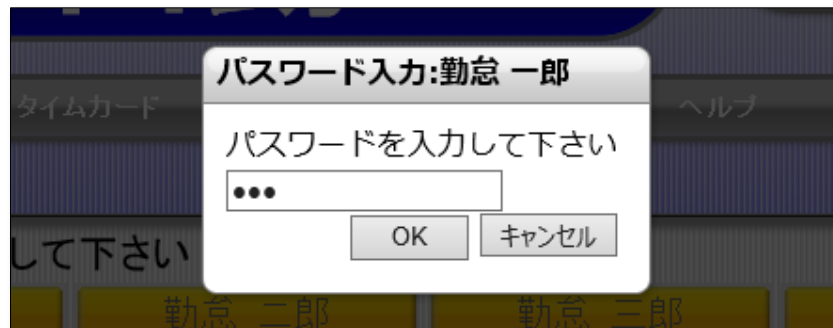 パスワード入力:勤怠 一郎
タイムカード
ヘルプ
パスワードを入力して下さい
●●●
OK キャンセル
して下さい
勤怠 二郎 勤怠 三郎